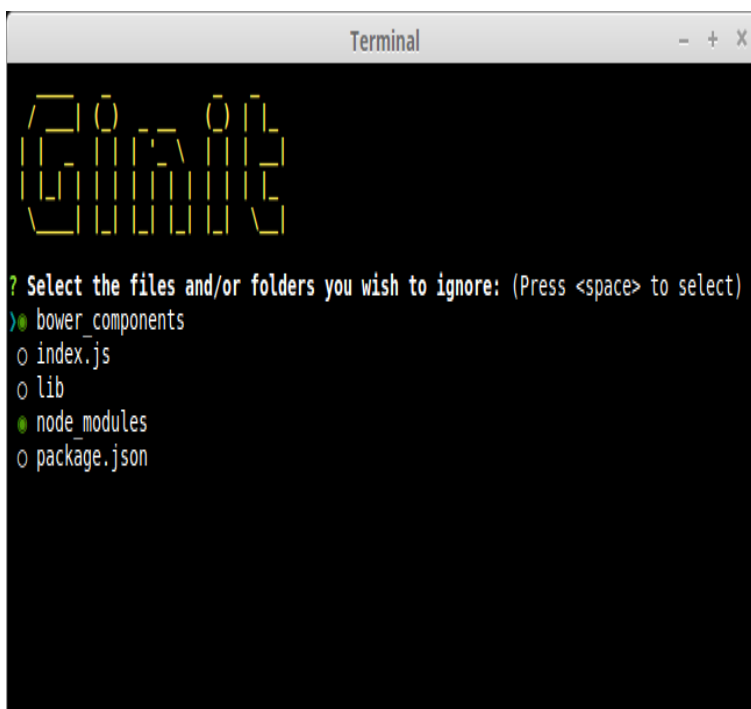 Terminal
Ginit
? Select the files and/or folders you wish to ignore: (Press <space> to select)
❯◉ bower_components
◯ index.js
◯ lib
◉ node_modules
◯ package.json